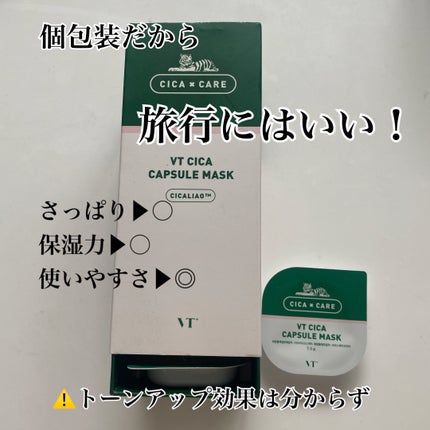 個包装だから
CICA × CARE
旅行にはいい！
VT CICA
CAPSULE MASK
CICALIAO™
さっぱり▶〇
保湿力▶〇
使いやすさ▶◎
VT
CICA × CARE
VT CICA
CAPSULE MASK
VT
⚠️トーンアップ効果は分からず